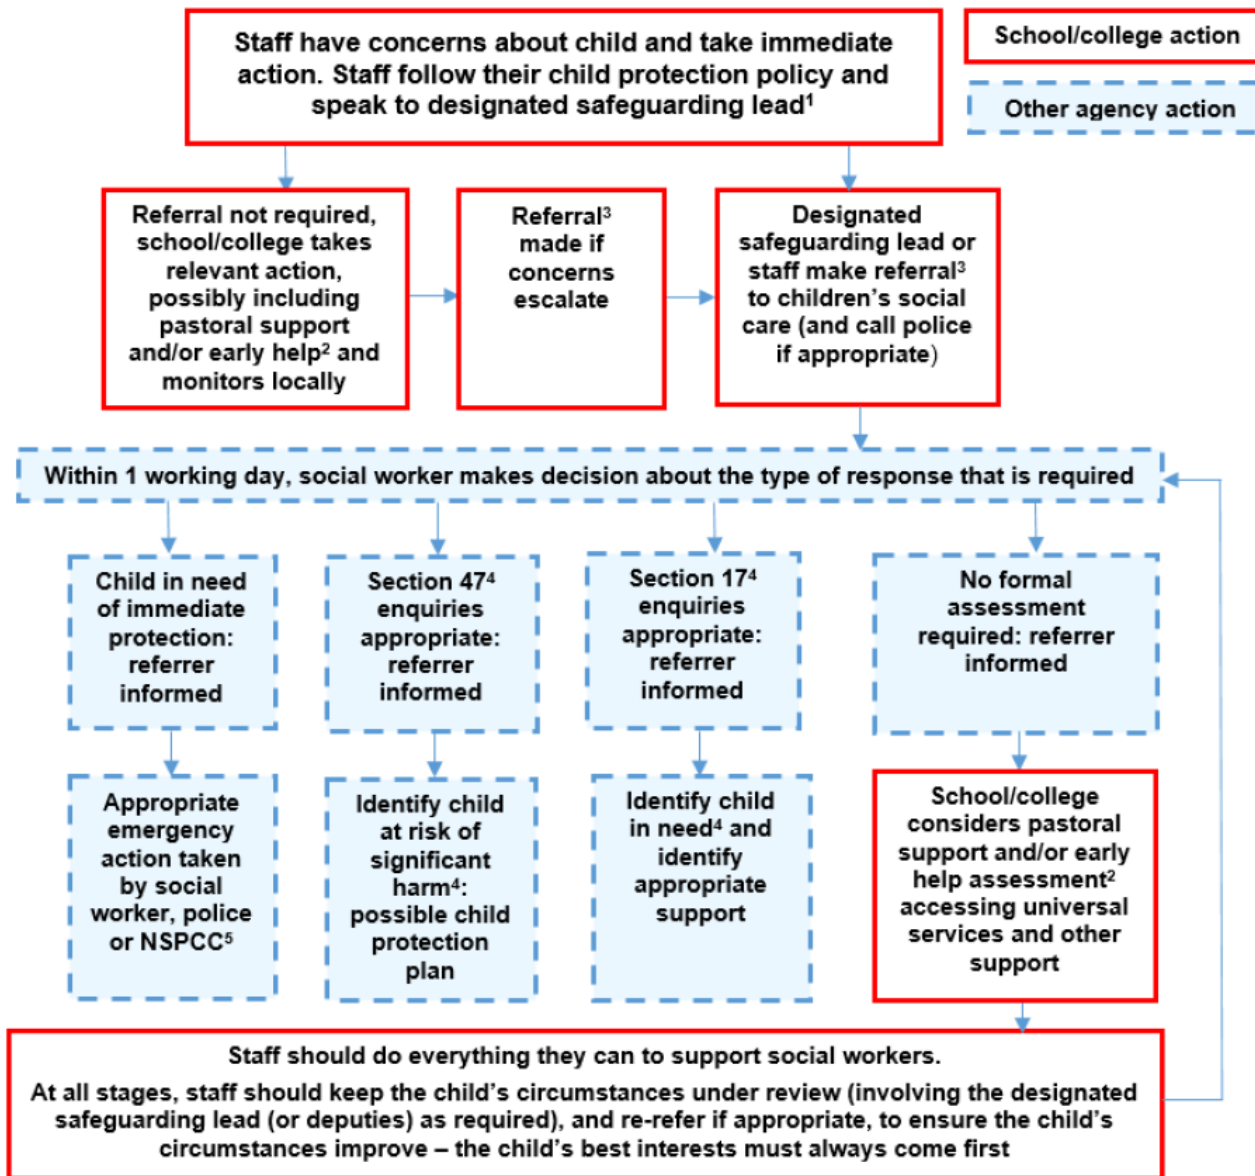 Staff have concerns about child and take immediate
action. Staff follow their child protection policy and
speak to designated safeguarding lead¹
School/college action
Other agency action
Referral not required,
school/college takes
relevant action,
possibly including
pastoral support
and/or early help² and
monitors locally
Referral³
made if
concerns
escalate
Designated
safeguarding lead or
staff make referral³
to children’s social
care (and call police
if appropriate)
Within 1 working day, social worker makes decision about the type of response that is required
Child in need
of immediate
protection:
referrer
informed
Section 47⁴
enquiries
appropriate:
referrer
informed
Section 17⁴
enquiries
appropriate:
referrer
informed
No formal
assessment
required: referrer
informed
Appropriate
emergency
action taken
by social
worker, police
or NSPCC⁵
Identify child
at risk of
significant
harm⁴:
possible child
protection
plan
Identify child
in need⁴ and
identify
appropriate
support
School/college
considers pastoral
support and/or early
help assessment²
accessing universal
services and other
support
Staff should do everything they can to support social workers.
At all stages, staff should keep the child’s circumstances under review (involving the designated
safeguarding lead (or deputies) as required), and re-refer if appropriate, to ensure the child’s
circumstances improve – the child’s best interests must always come first